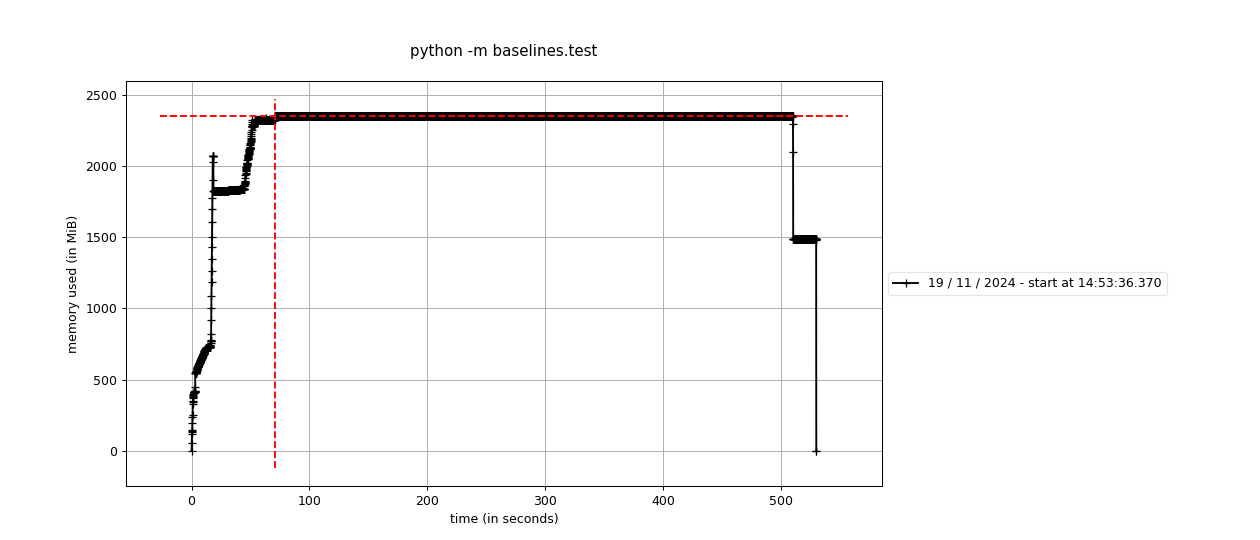 python -m baselines.test
2500
2000
1500
1000
500
0
memory used (in MiB)
0 100 200 300 400 500
time (in seconds)
19 / 11 / 2024 - start at 14:53:36.370